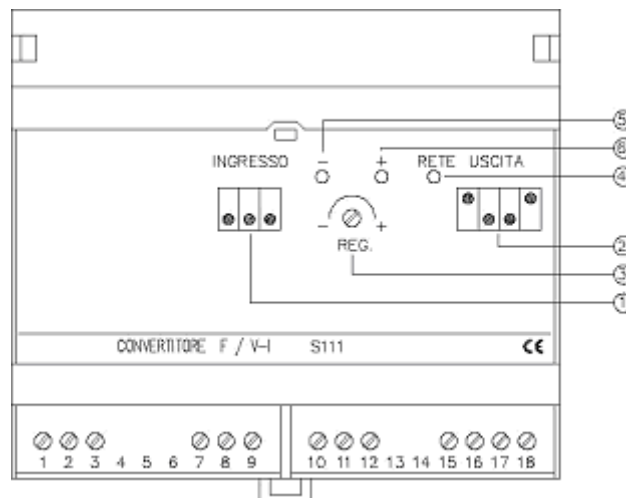 5
- +
6
INGRESSO RETE USCITA
4
- +
REG.
2
3
1
CONVERTITORE F / V-I S111 CE
1 2 3 4 5 6 7 8 9 10 11 12 13 14 15 16 17 18